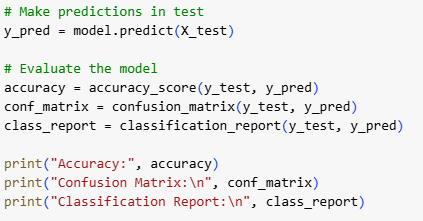 # Make predictions in test
y_pred = model.predict(X_test)
# Evaluate the model
accuracy = accuracy_score(y_test, y_pred)
conf_matrix = confusion_matrix(y_test, y_pred)
class_report = classification_report(y_test, y_pred)
print("Accuracy:", accuracy)
print("Confusion Matrix:\n", conf_matrix)
print("Classification Report:\n", class_report)